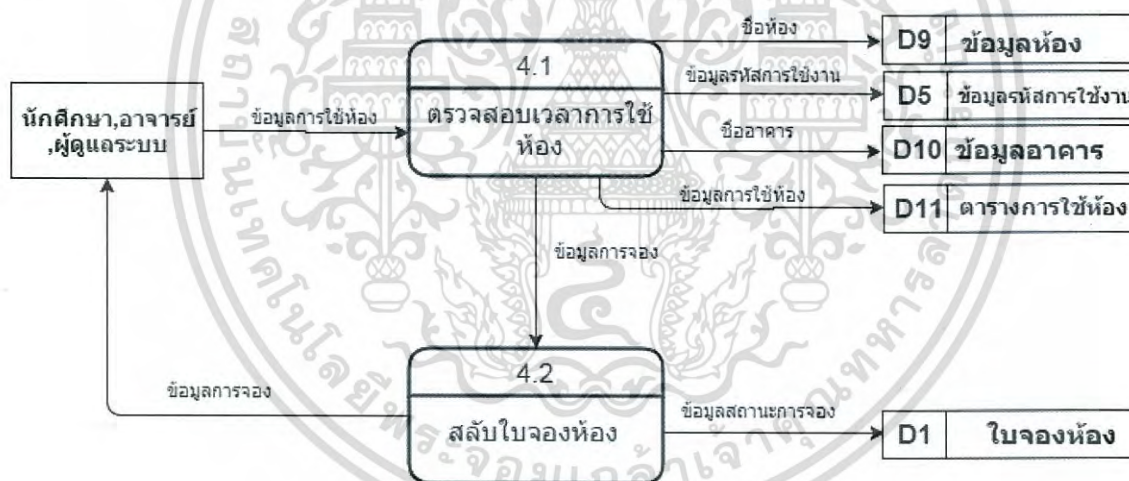 ชื่อห้อง
D9 ข้อมูลห้อง
4.1
ข้อมูลรหัสการใช้งาน
D5 ข้อมูลรหัสการใช้งาน
นักศึกษา,อาจารย์
,ผู้ดูแลระบบ
ข้อมูลการใช้ห้อง
ตรวจสอบเวลาการใช้
ห้อง
ชื่ออาคาร
D10 ข้อมูลอาคาร
ข้อมูลการใช้ห้อง
D11 ตารางการใช้ห้อง
ข้อมูลการจอง
4.2
ข้อมูลการจอง
สลับใบจองห้อง
ข้อมูลสถานะการจอง
D1 ใบจองห้อง